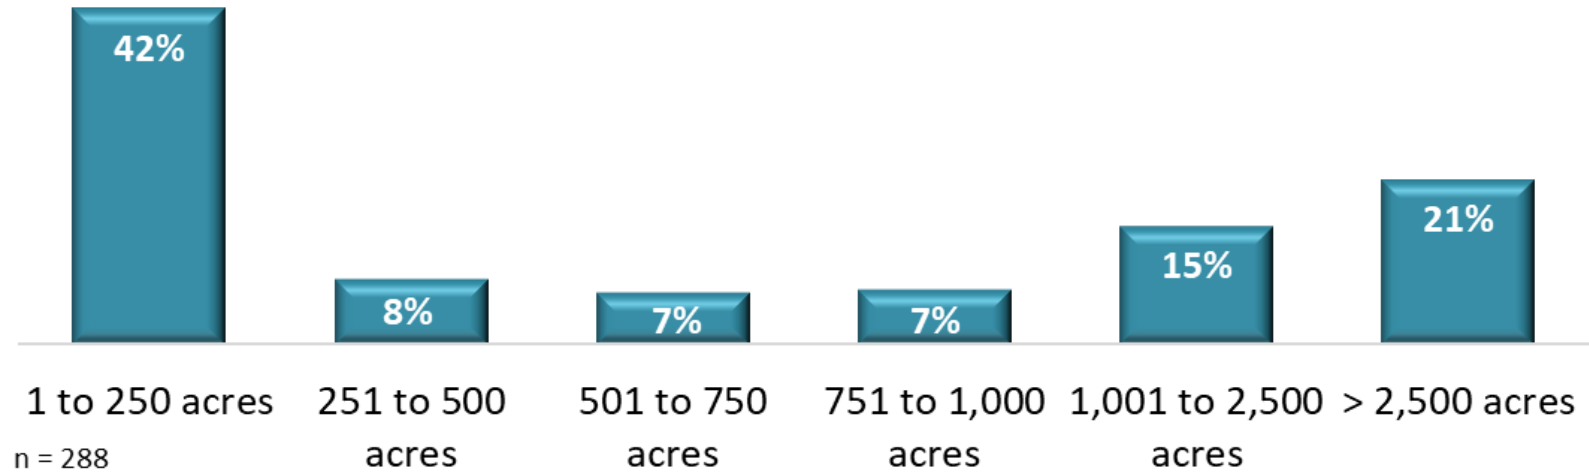 42%
8%
7%
7%
15%
21%
1 to 250 acres
251 to 500
acres
501 to 750
acres
751 to 1,000
acres
1,001 to 2,500
acres
> 2,500 acres
n = 288